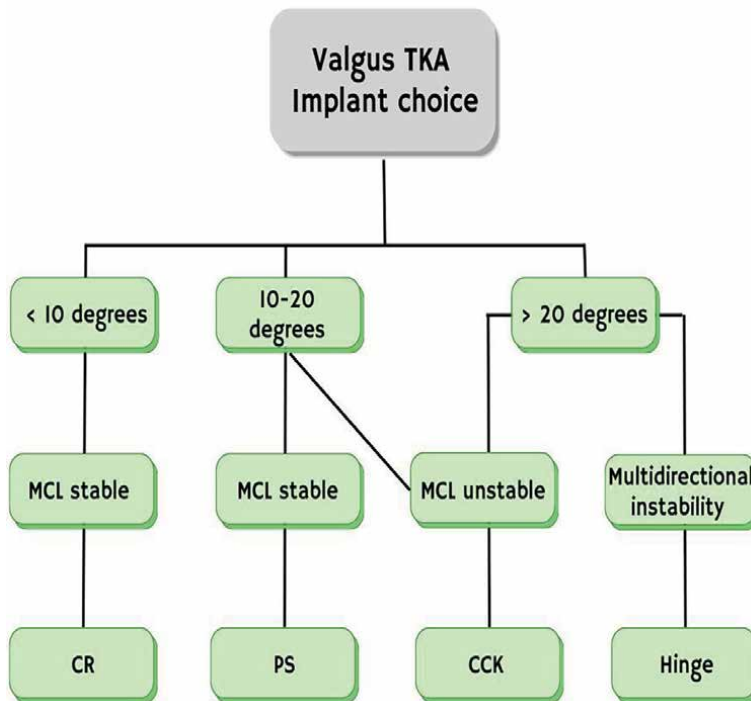 Valgus TKA
Implant choice
< 10 degrees
10-20
degrees
> 20 degrees
MCL stable
MCL stable
MCL unstable
Multidirectional
instability
CR
PS
CCK
Hinge